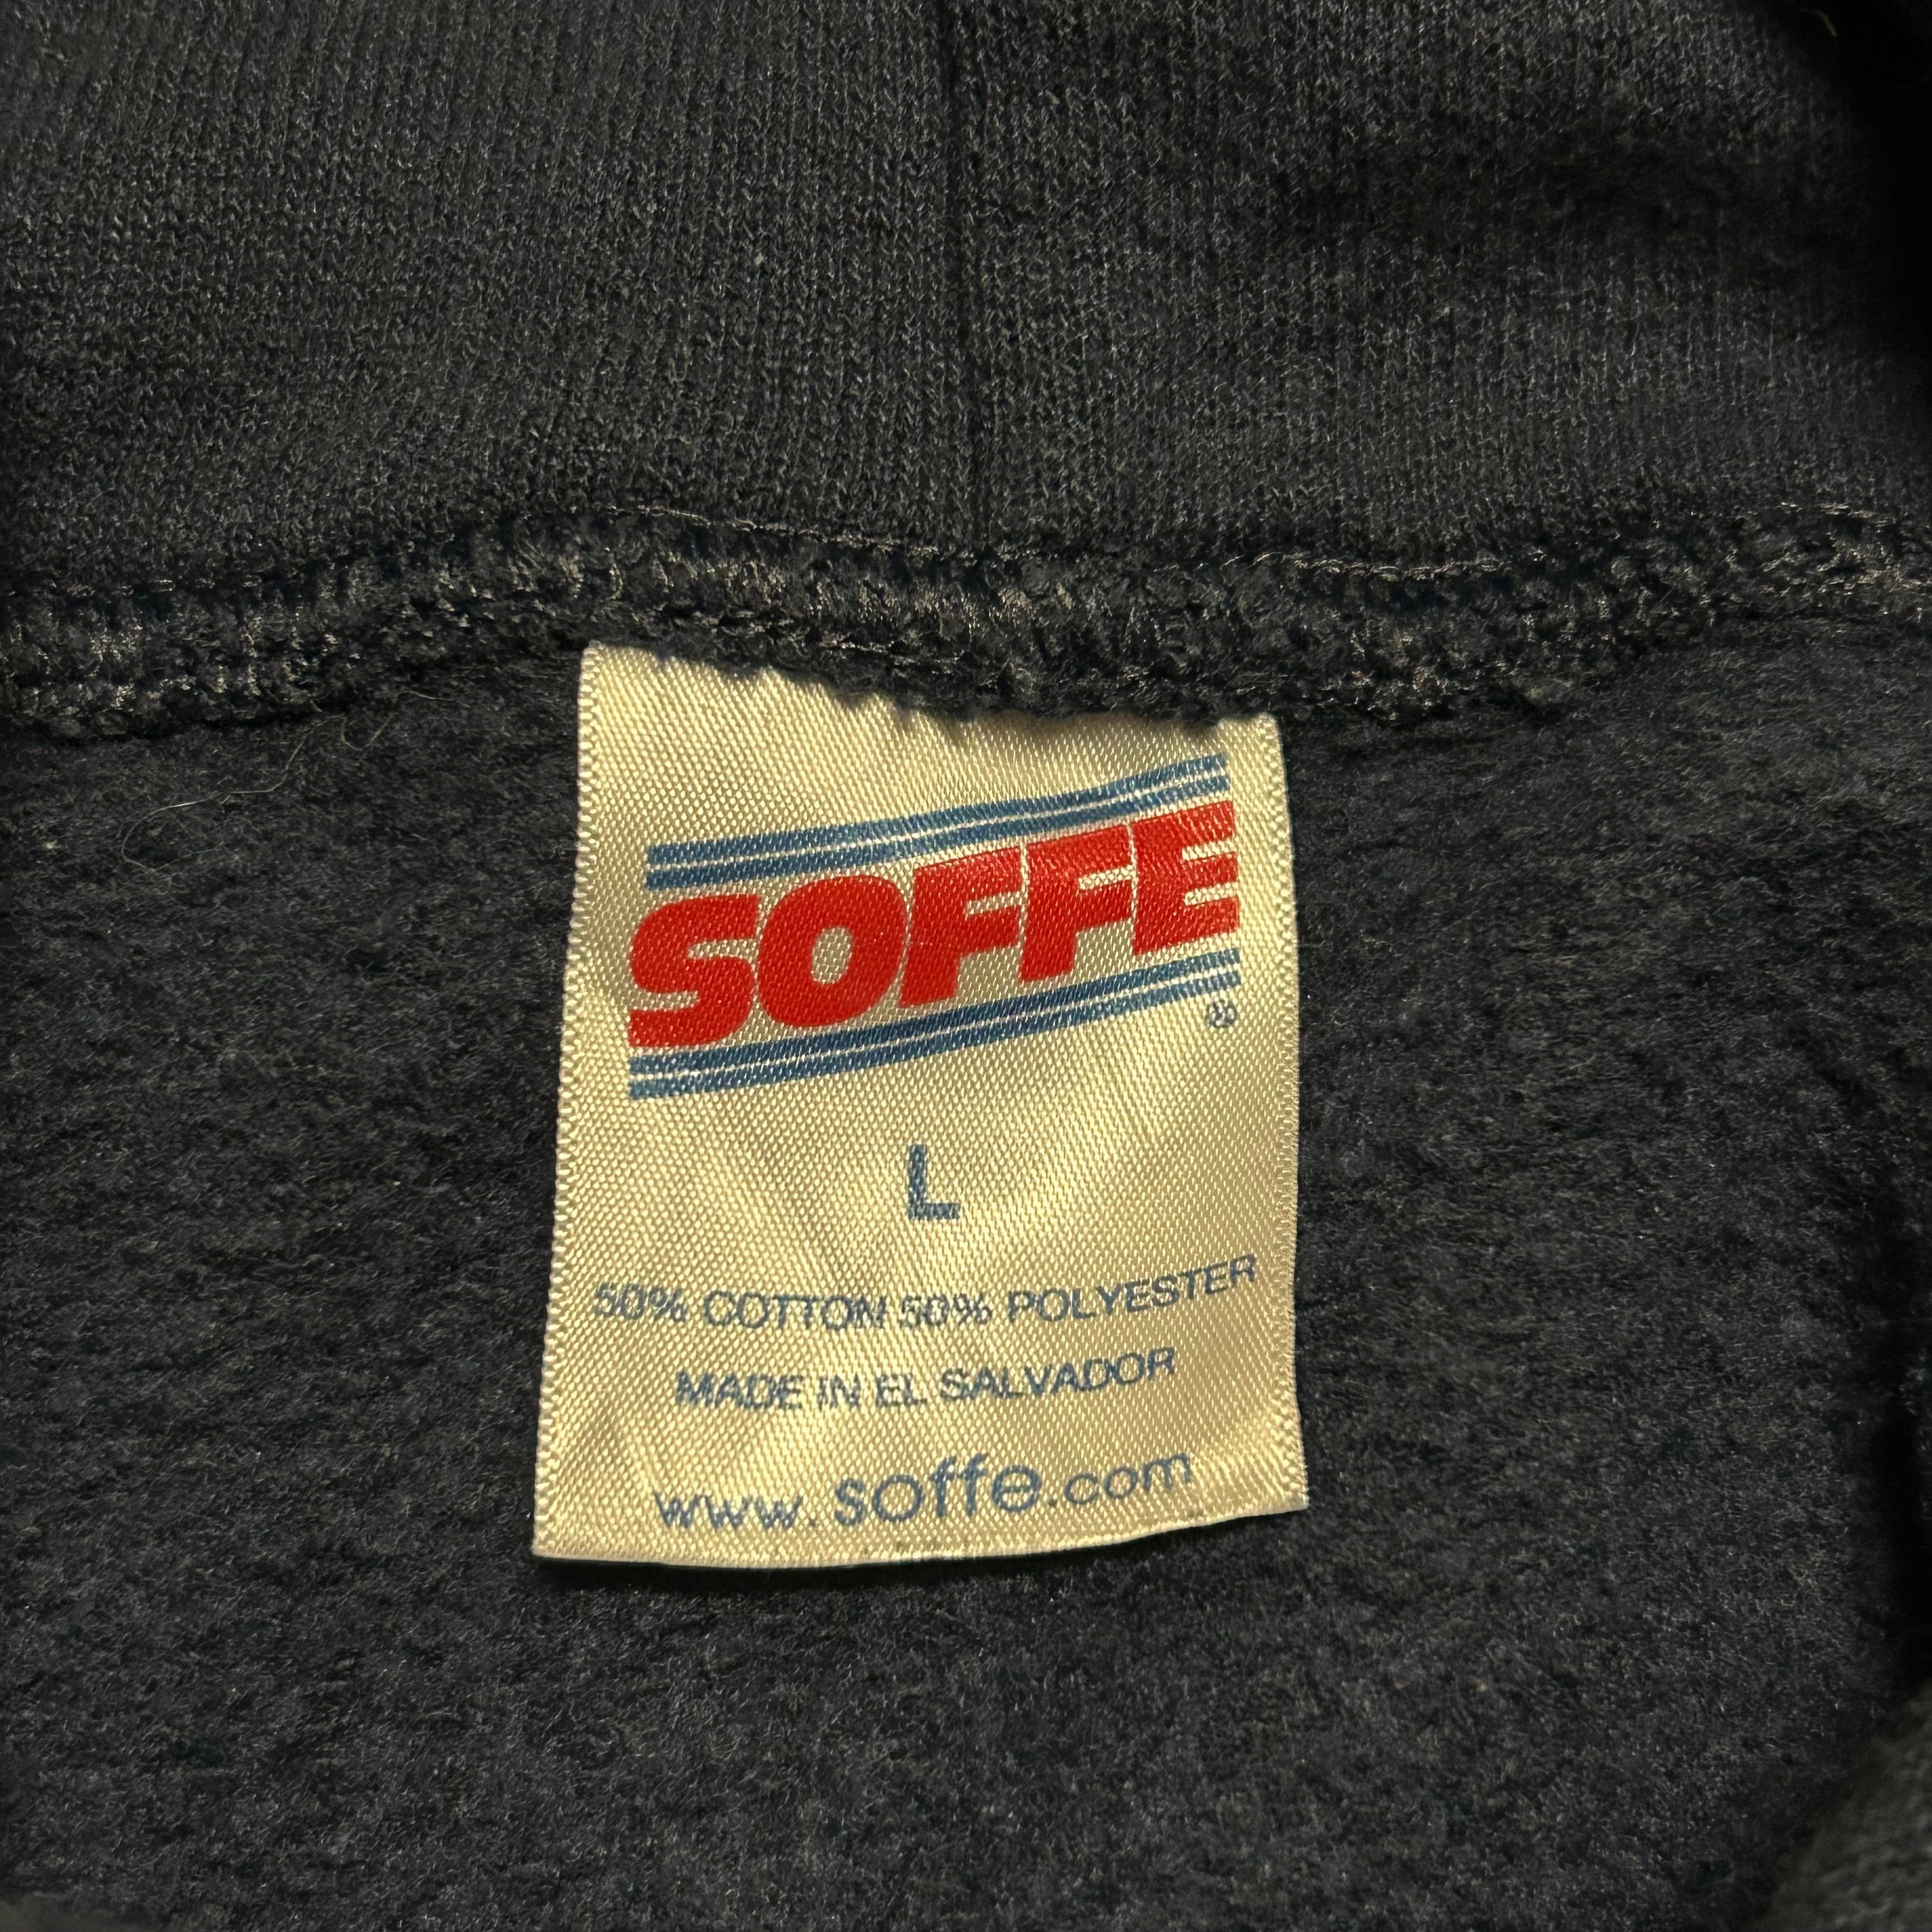 SOFFE
®
L
50% COTTON 50% POLYESTER
MADE IN EL SALVADOR
www.soffe.com